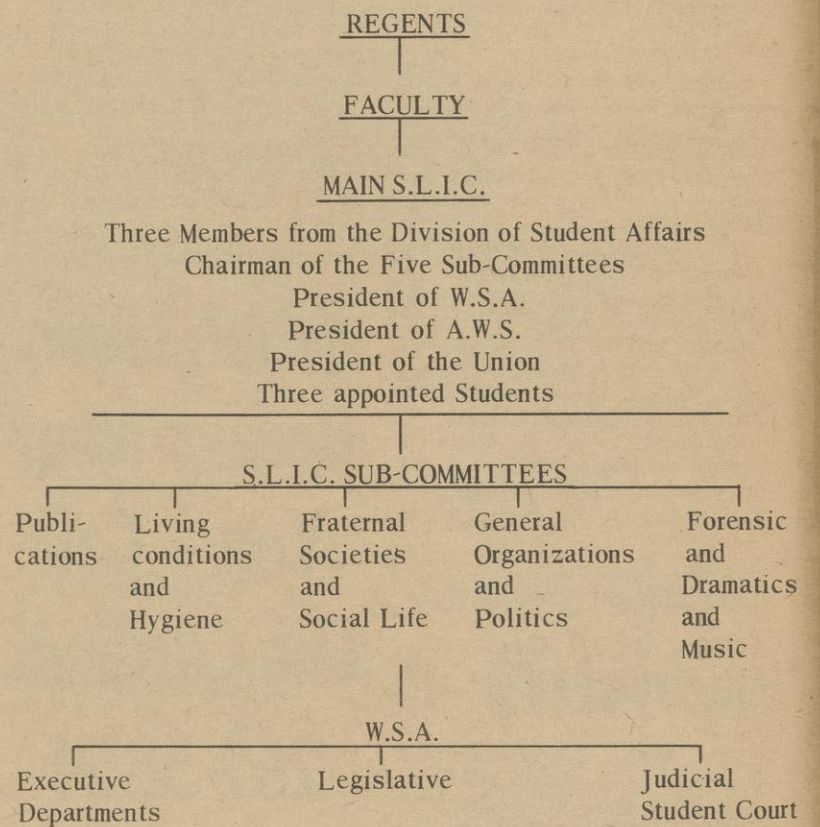 REGENTS
FACULTY
MAIN S.L.I.C.
Three Members from the Division of Student Affairs
Chairman of the Five Sub-Committees
President of W.S.A.
President of A.W.S.
President of the Union
Three appointed Students
S.L.I.C. SUB-COMMITTEES
Publi-
cations
Living
conditions
and
Hygiene
Fraternal
Societies
and
Social Life
General
Organizations
and
Politics
Forensic
and
Dramatics
and
Music
W.S.A.
Executive
Departments
Legislative
Judicial
Student Court